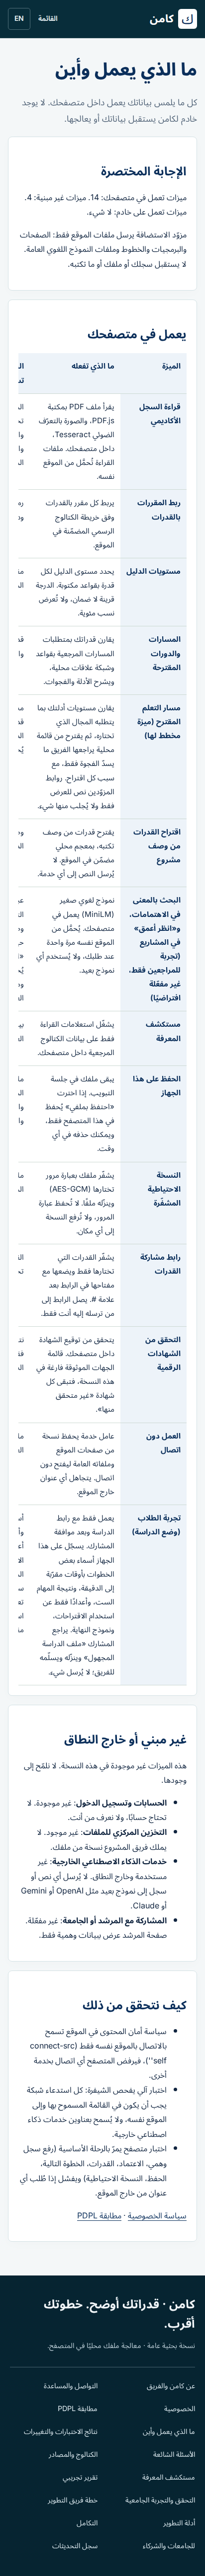 كامن
القائمة
EN
ما الذي يعمل وأين
كل ما يلمس بياناتك يعمل داخل متصفحك. لا يوجد
خادم لكامن يستقبل بياناتك أو يعالجها.
الإجابة المختصرة
ميزات تعمل في متصفحك: 14. ميزات غير مبنية: 4.
ميزات تعمل على خادم: لا شيء.
مزوّد الاستضافة يرسل ملفات الموقع فقط: الصفحات
والبرمجيات والخطوط وملفات النموذج اللغوي العامة.
لا يستقبل سجلك أو ملفك أو ما تكتبه.
يعمل في متصفحك
الميزة
ما الذي تفعله
قراءة السجل
الأكاديمي
يقرأ ملف PDF بمكتبة
PDF.js، والصورة بالتعرّف
الضوئي Tesseract
داخل متصفحك. ملفات
القراءة تُحمَّل من الموقع
نفسه.
ربط المقررات
بالقدرات
يربط كل مقرر بالقدرات
وفق خريطة الكتالوج
الرسمي المضمّنة في
الموقع.
مستويات الدليل
يحدد مستوى الدليل لكل
قدرة بقواعد مكتوبة. الدرجة
قرينة لا ضمان، ولا تُعرض
نسب مئوية.
المسارات
والدورات
المقترحة
يقارن قدراتك بمتطلبات
المسارات المرجعية بقواعد
وشبكة علاقات محلية،
ويشرح الأدلة والفجوات.
مسار التعلم
المقترح (ميزة
مخطط لها)
يقارن مستويات أدلتك بما
يتطلبه المجال الذي
تختاره، ثم يقترح من قائمة
محلية يراجعها الفريق ما
يسدّ الفجوة فقط، مع
سبب كل اقتراح. روابط
المزوّدين نص للعرض
فقط ولا يُجلب منها شيء.
اقتراح القدرات
من وصف
مشروع
يقترح قدرات من وصف
تكتبه، بمعجم محلي
مضمّن في الموقع. لا
يُرسل النص إلى أي خدمة.
البحث بالمعنى
في الاهتمامات،
و«انظر أعمق»
في المشاريع
(تجربة
للمراجعين فقط،
غير مفعّلة
افتراضيًا)
نموذج لغوي صغير
(MiniLM) يعمل في
متصفحك. يُحمَّل من
الموقع نفسه مرة واحدة
عند طلبك، ولا يُستخدم أي
نموذج بعيد.
مستكشف
المعرفة
يشغّل استعلامات القراءة
فقط على بيانات الكتالوج
المرجعية داخل متصفحك.
الحفظ على هذا
الجهاز
يبقى ملفك في جلسة
التبويب، إذا اخترت
«احتفظ بملفي» يُحفظ
في هذا المتصفح فقط،
ويمكنك حذفه في أي
وقت.
النسخة
الاحتياطية
المشفّرة
يشفّر ملفك بعبارة مرور
تختارها (AES-GCM)
وينزله ملفًا. لا تُحفظ عبارة
المرور، ولا تُرفع النسخة
إلى أي مكان.
رابط مشاركة
القدرات
يشفّر القدرات التي
تختارها فقط ويضعها مع
مفتاحها في الرابط بعد
علامة #. يصل الرابط إلى
من ترسله إليه أنت فقط.
التحقق من
الشهادات
الرقمية
يتحقق من توقيع الشهادة
داخل متصفحك. قائمة
الجهات الموثوقة فارغة في
هذه النسخة، فتبقى كل
شهادة «غير متحقق
منها».
العمل دون
اتصال
عامل خدمة يحفظ نسخة
من صفحات الموقع
وملفاته العامة ليفتح دون
اتصال. يتجاهل أي عنوان
خارج الموقع.
تجربة الطلاب
(وضع الدراسة)
يعمل فقط مع رابط
الدراسة وبعد موافقة
المشارك. يسجّل على هذا
الجهاز أسماء بعض
الخطوات بأوقات مقرّبة
إلى الدقيقة، ونتيجة المهام
الست، وأعدادًا فقط عن
استخدام الاقتراحات،
ونموذج النهاية. يراجع
المشارك «ملف الدراسة
المجهول» وينزله ويسلّمه
للفريق؛ لا يُرسل شيء.
غير مبني أو خارج النطاق
هذه الميزات غير موجودة في هذه النسخة. لا نلمّح إلى
وجودها.
الحسابات وتسجيل الدخول: غير موجودة. لا
تحتاج حسابًا، ولا نعرف من أنت.
التخزين المركزي للملفات: غير موجود. لا
يملك فريق المشروع نسخة من ملفك.
خدمات الذكاء الاصطناعي الخارجية: غير
مستخدمة وخارج النطاق. لا يُرسل أي نص أو
سجل إلى نموذج بعيد مثل OpenAI أو Gemini
أو Claude.
المشاركة مع المرشد أو الجامعة: غير مفعّلة.
صفحة المرشد عرض ببيانات وهمية فقط.
كيف نتحقق من ذلك
سياسة أمان المحتوى في الموقع تسمح
بالاتصال بالموقع نفسه فقط (connect-src
'self')، فيرفض المتصفح أي اتصال بخدمة
أخرى.
اختبار آلي يفحص الشيفرة: كل استدعاء شبكة
يجب أن يكون في القائمة المسموح بها داخل
الموقع نفسه، ولا يُسمح بعناوين خدمات ذكاء
اصطناعي خارجية.
اختبار متصفح يمرّ بالرحلة الأساسية (رفع سجل
وهمي، الاعتماد، القدرات، الخطوة التالية،
الحفظ، النسخة الاحتياطية) ويفشل إذا طُلب أي
عنوان من خارج الموقع.
سياسة الخصوصية · مطابقة PDPL
كامن · قدراتك أوضح. خطوتك
أقرب.
نسخة بحثية عامة · معالجة ملفك محليًا في المتصفح.
عن كامن والفريق
التواصل والمساعدة
الخصوصية
مطابقة PDPL
ما الذي يعمل وأين
نتائج الاختبارات والتغييرات
الأسئلة الشائعة
الكتالوج والمصادر
مستكشف المعرفة
تقرير تجريبي
التحقق والتجربة الجامعية
خطة فريق التطوير
أدلة التطوير
التكامل
للجامعات والشركاء
سجل التحديثات